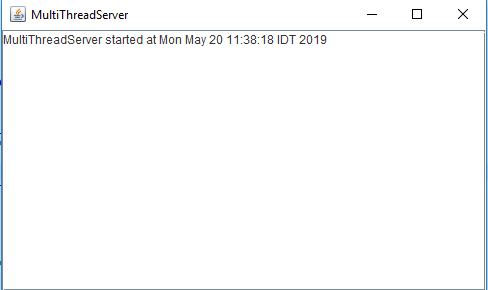 MultiThreadServer
MultiThreadServer started at Mon May 20 11:38:18 IDT 2019